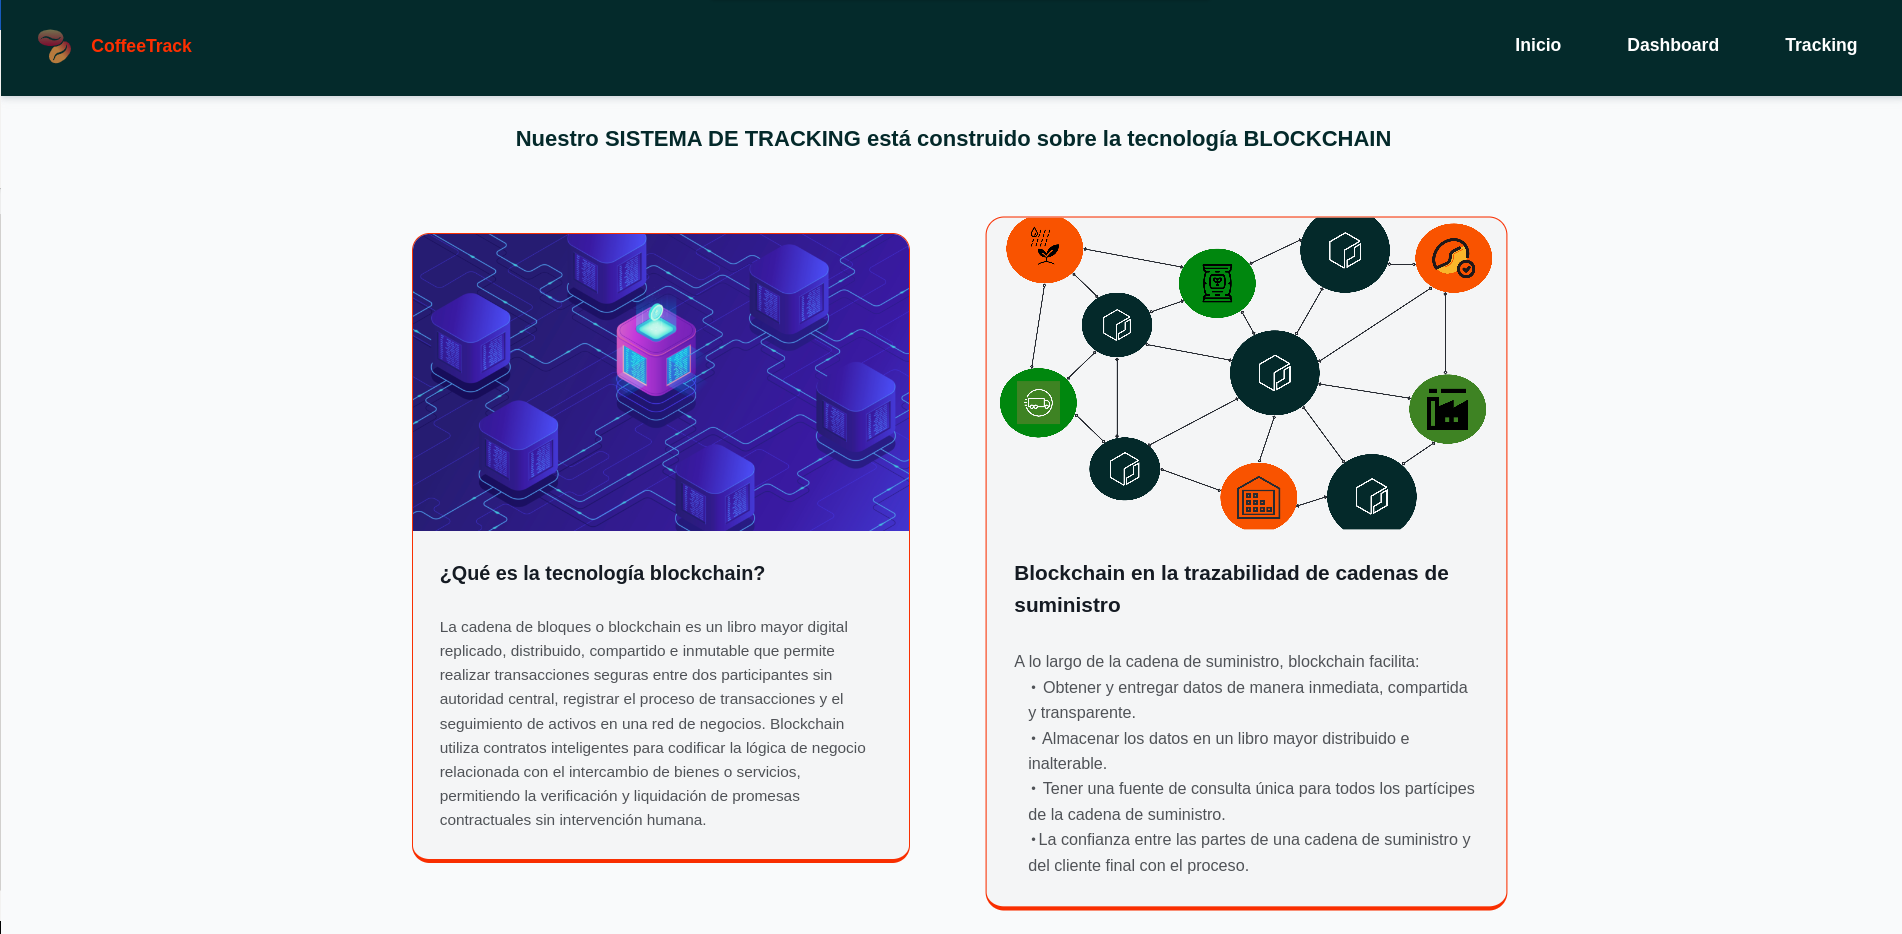 CoffeeTrack
Inicio
Dashboard
Tracking
Nuestro SISTEMA DE TRACKING está construido sobre la tecnología BLOCKCHAIN
¿Qué es la tecnología blockchain?
La cadena de bloques o blockchain es un libro mayor digital
replicado, distribuido, compartido e inmutable que permite
realizar transacciones seguras entre dos participantes sin
autoridad central, registrar el proceso de transacciones y el
seguimiento de activos en una red de negocios. Blockchain
utiliza contratos inteligentes para codificar la lógica de negocio
relacionada con el intercambio de bienes o servicios,
permitiendo la verificación y liquidación de promesas
contractuales sin intervención humana.
Blockchain en la trazabilidad de cadenas de
suministro
A lo largo de la cadena de suministro, blockchain facilita:
• Obtener y entregar datos de manera inmediata, compartida
y transparente.
• Almacenar los datos en un libro mayor distribuido e
inalterable.
• Tener una fuente de consulta única para todos los partícipes
de la cadena de suministro.
•La confianza entre las partes de una cadena de suministro y
del cliente final con el proceso.